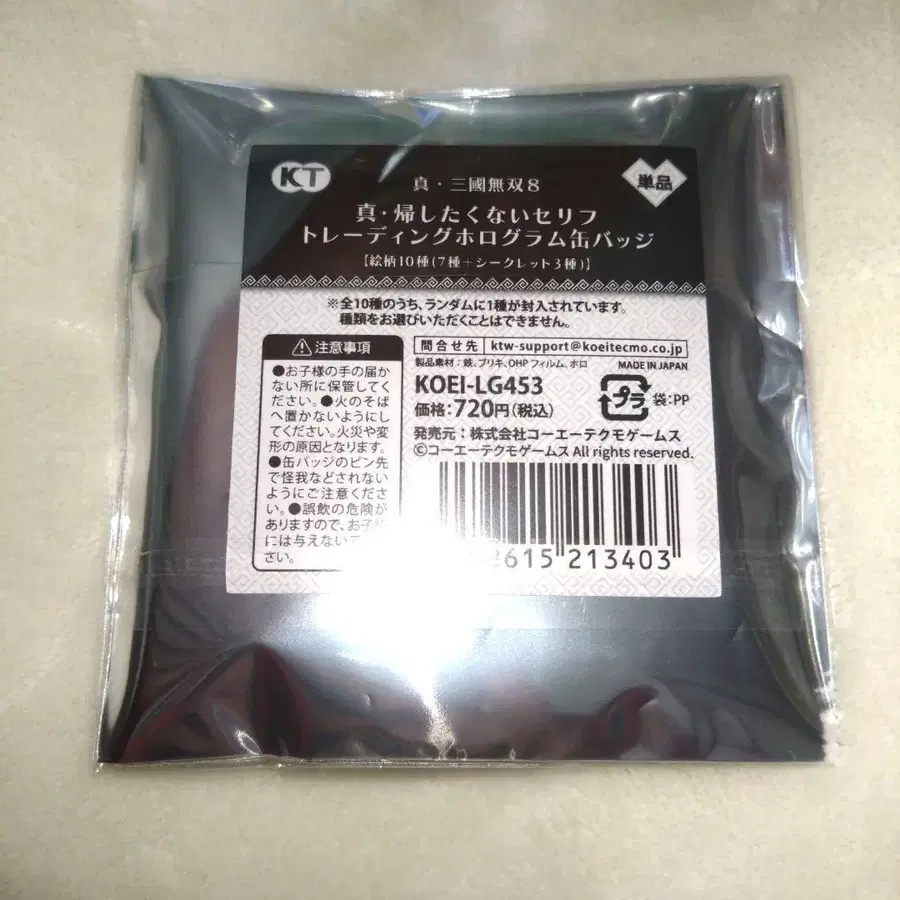 KT
真・三國無双8
単品
真・帰したくないセリフ
トレーディングホログラム缶バッジ
【絵柄10種(7種＋シークレット3種)】
※全10種のうち、ランダムに1種が封入されています。
種類をお選びいただくことはできません。
⚠注意事項
●お子様の手の届か
ない所に保管してく
ださい。●火のそば
へ置かないようにし
てください。火災や変
形の原因となります。
●缶バッジのピン先
で怪我などされない
ようにご注意くださ
い。●誤飲の危険が
ありますので、お子様
には与えない
さい。
問合せ先 ktw-support@koeitecmo.co.jp
製品素材：鉄、ブリキ、OHPフィルム、ホロ
MADE IN JAPAN
KOEI-LG453
価格：720円(税込)
プラ 袋：PP
発売元：株式会社コーエーテクモゲームス
©コーエーテクモゲームス All rights reserved.
615 213403